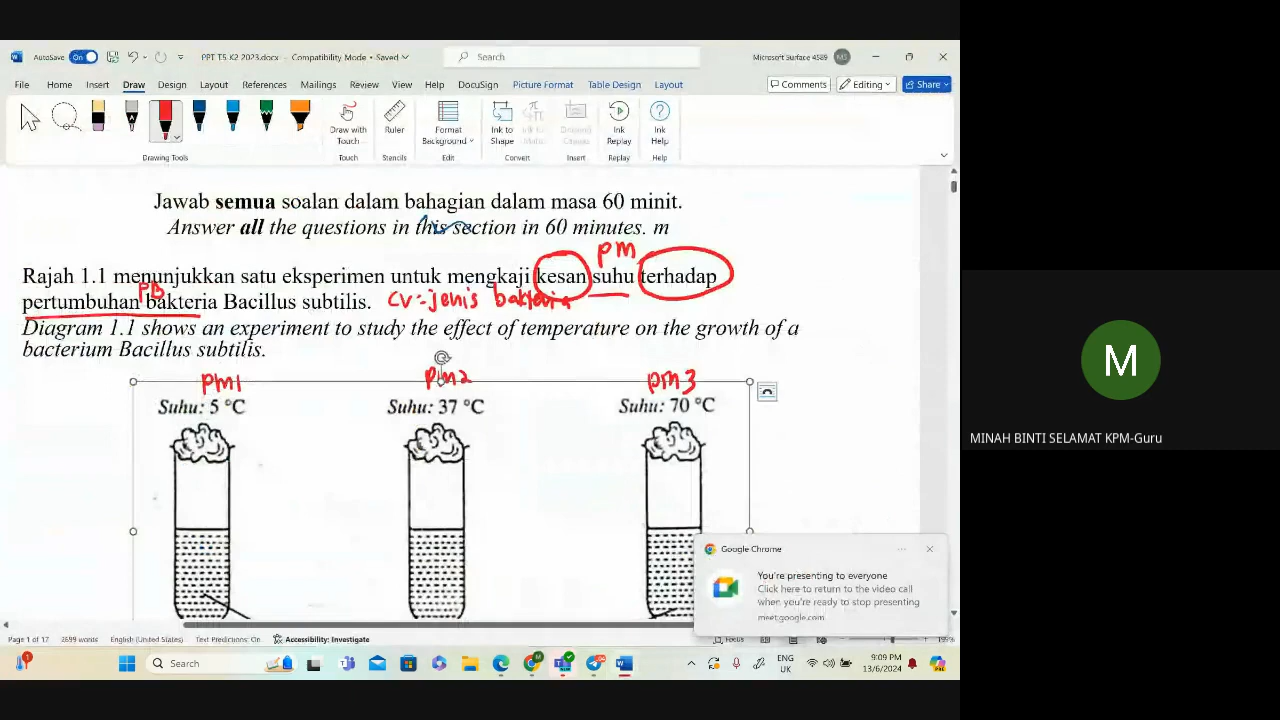 AutoSave On PPT T5 K2 2023.docx - Compatibility Mode • Saved Search Microsoft Surface 4589 MS
File Home Insert Draw Design Layout References Mailings Review View Help DocuSign Picture Format Table Design Layout Comments Editing Share
Draw with Touch Ruler Format Background Ink to Shape Ink to Math Ink Replay Ink Help
Drawing Tools Touch Stencils Edit Convert Insert Replay Help
Jawab semua soalan dalam bahagian dalam masa 60 minit.
Answer all the questions in this section in 60 minutes. m
PM
Rajah 1.1 menunjukkan satu eksperimen untuk mengkaji kesan suhu terhadap
PB
pertumbuhan bakteria Bacillus subtilis. CV:- jenis bakteria
Diagram 1.1 shows an experiment to study the effect of temperature on the growth of a
bacterium Bacillus subtilis.
pm1 pm2 pm3
Suhu: 5 °C Suhu: 37 °C Suhu: 70 °C
Google Chrome
You're presenting to everyone
Click here to return to the video call
when you're ready to stop presenting
meet.google.com
M
MINAH BINTI SELAMAT KPM-Guru
Page 1 of 17 2699 words English (United States) Text Predictions: On Accessibility: Investigate Focus 195%
1 Search ENG
UK 9:09 PM
13/6/2024